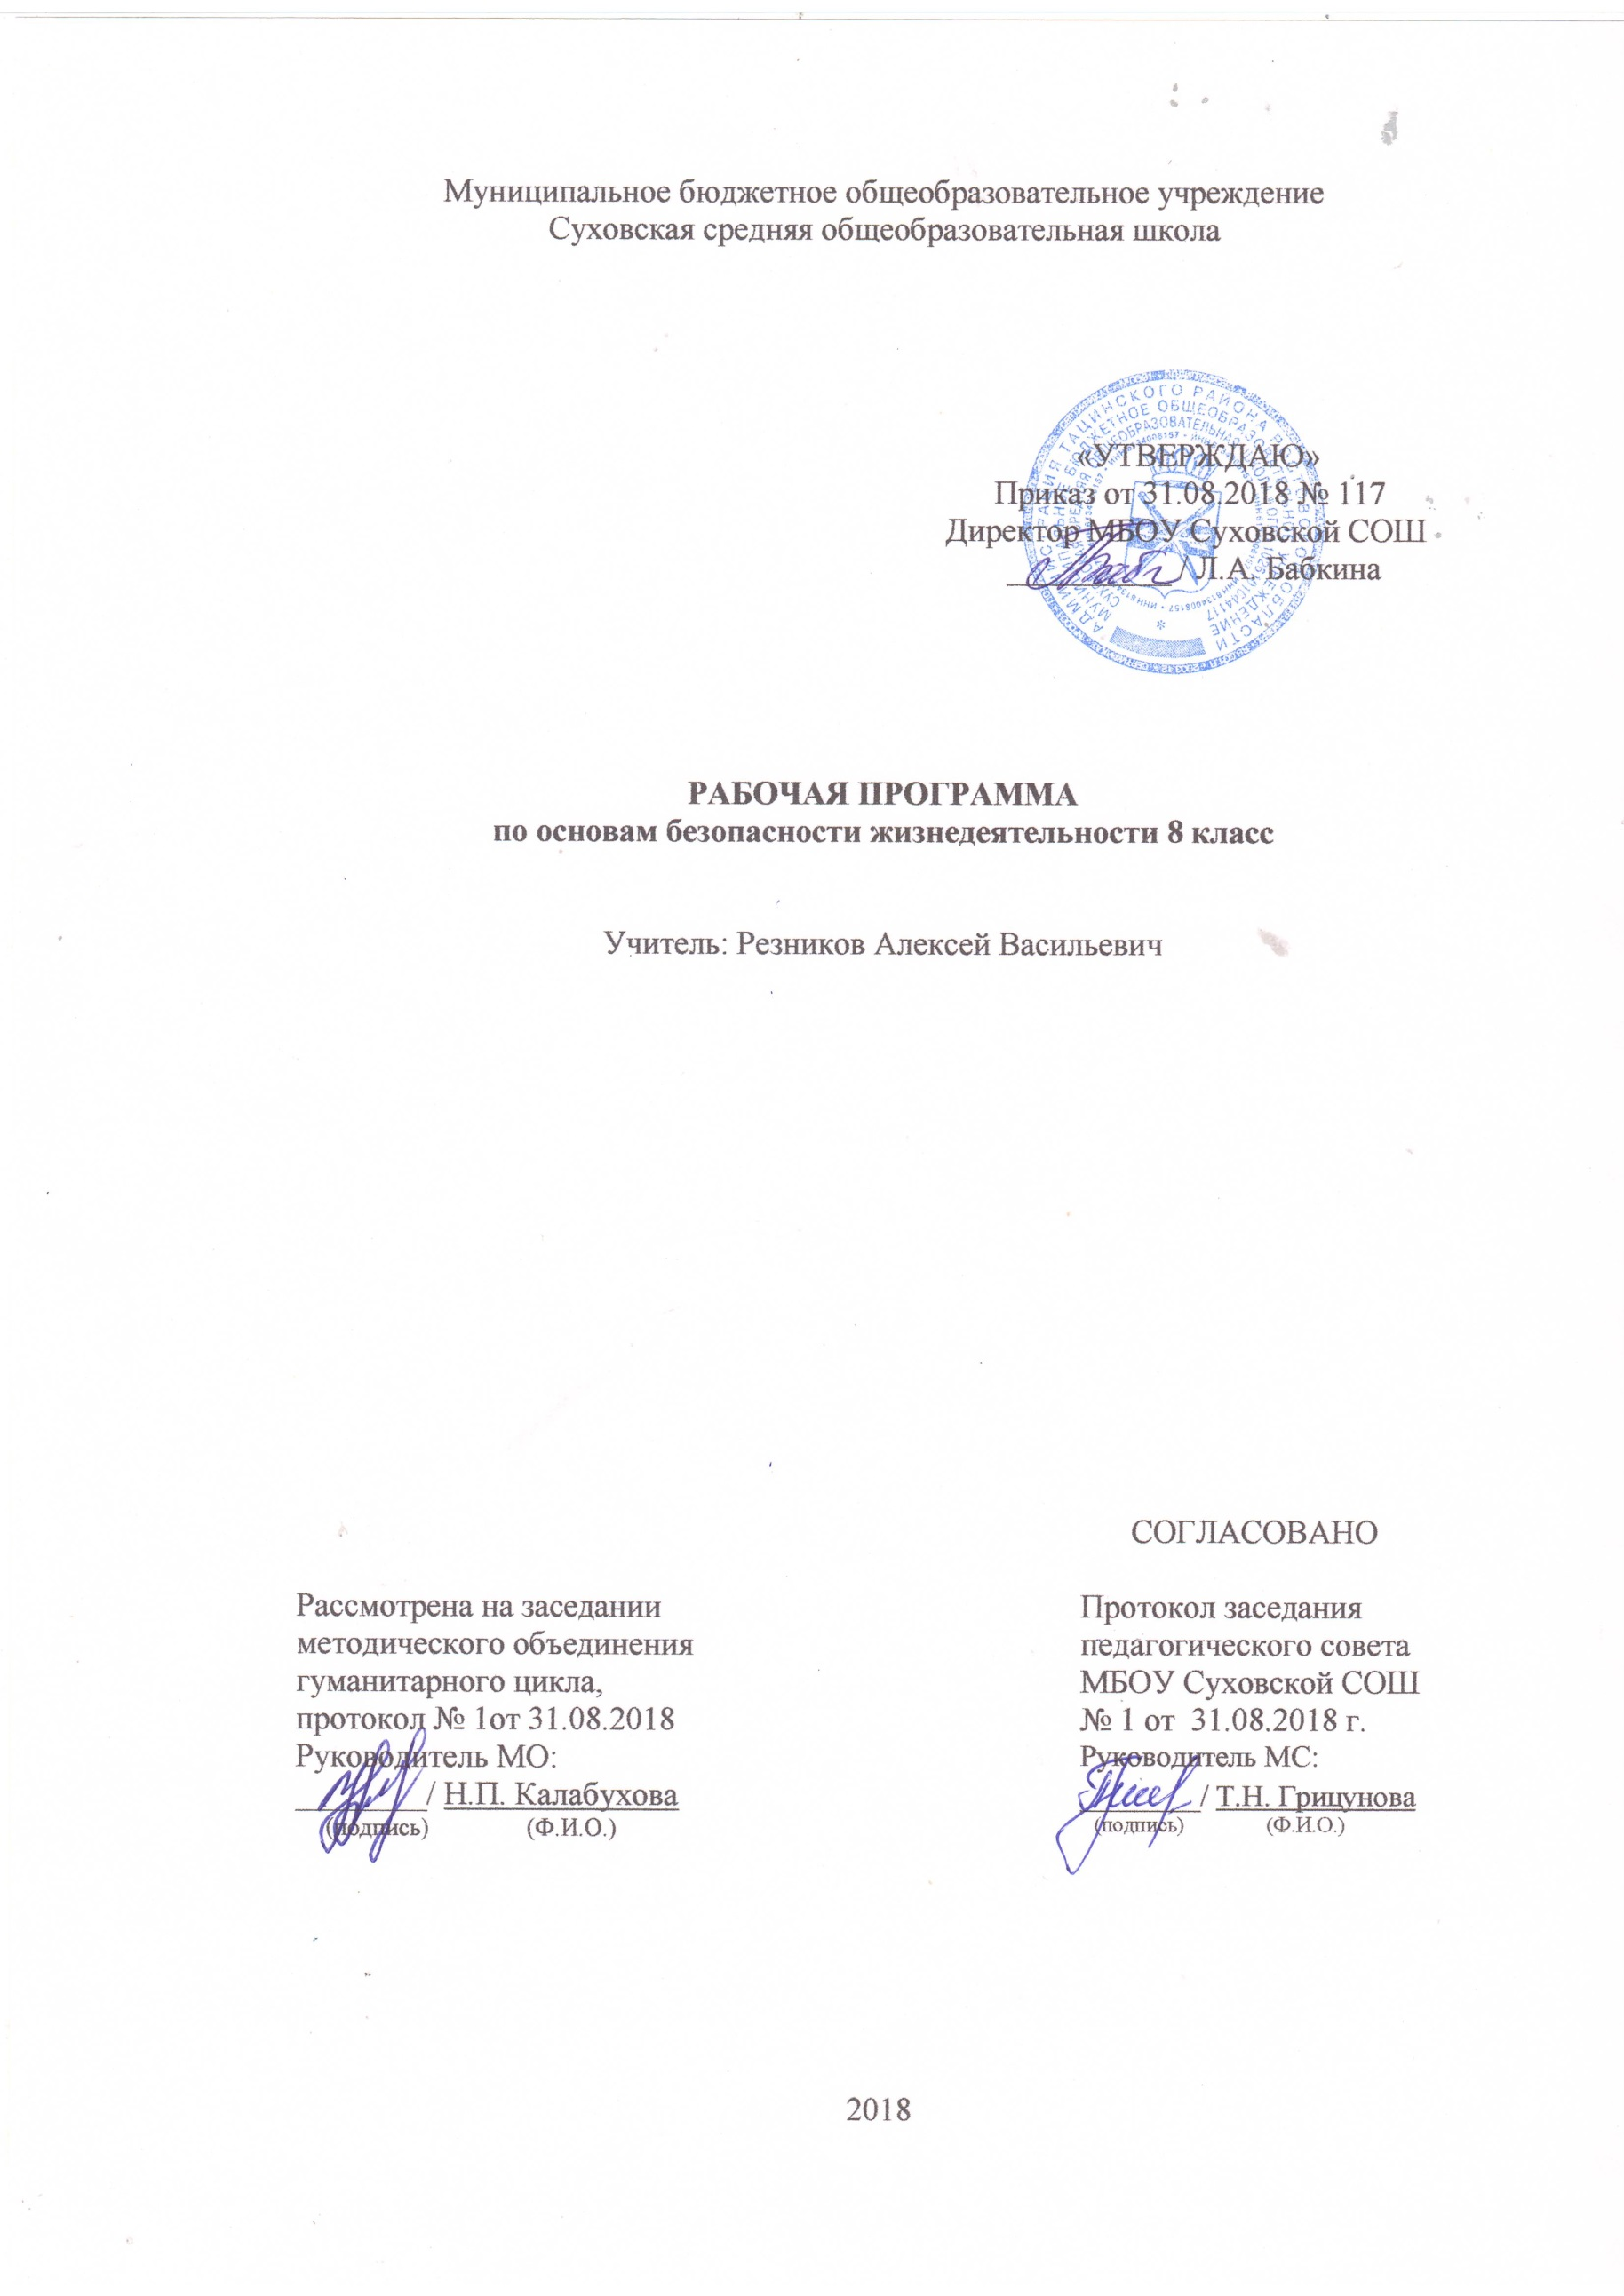 Муниципальное бюджетное общеобразовательное учреждение
Суховская средняя общеобразовательная школа
«УТВЕРЖДАЮ»
Приказ от 31.08.2018 № 117
Директор МБОУ Суховской СОШ
/ Л.А. Бабкина
РАБОЧАЯ ПРОГРАММА
по основам безопасности жизнедеятельности 8 класс
Учитель: Резников Алексей Васильевич
Рассмотрена на заседании
методического объединения
гуманитарного цикла,
протокол № 1от 31.08.2018
Руководитель МО:
/ Н.П. Калабухова
(подпись) (Ф.И.О.)
СОГЛАСОВАНО
Протокол заседания
педагогического совета
МБОУ Суховской СОШ
№ 1 от 31.08.2018 г.
Руководитель МС:
/ Т.Н. Грицунова
(подпись) (Ф.И.О.)
2018